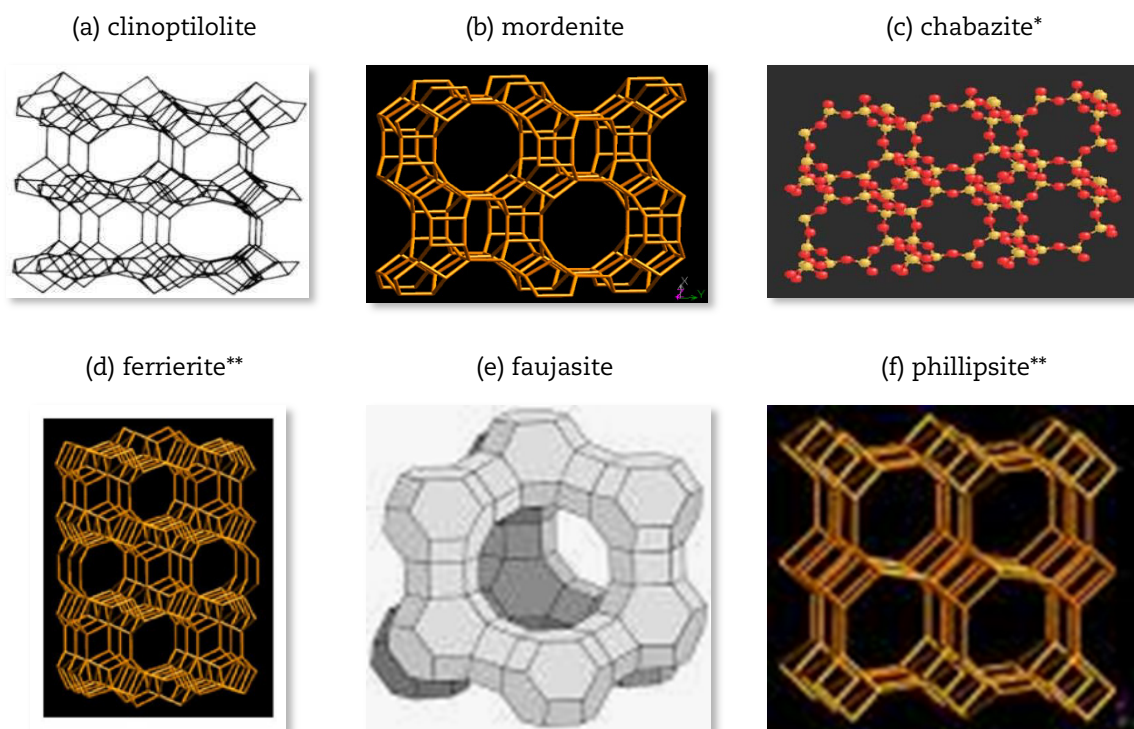 (a) clinoptilolite
(b) mordenite
(c) chabazite*
X
Y
(d) ferrierite**
(e) faujasite
(f) phillipsite**